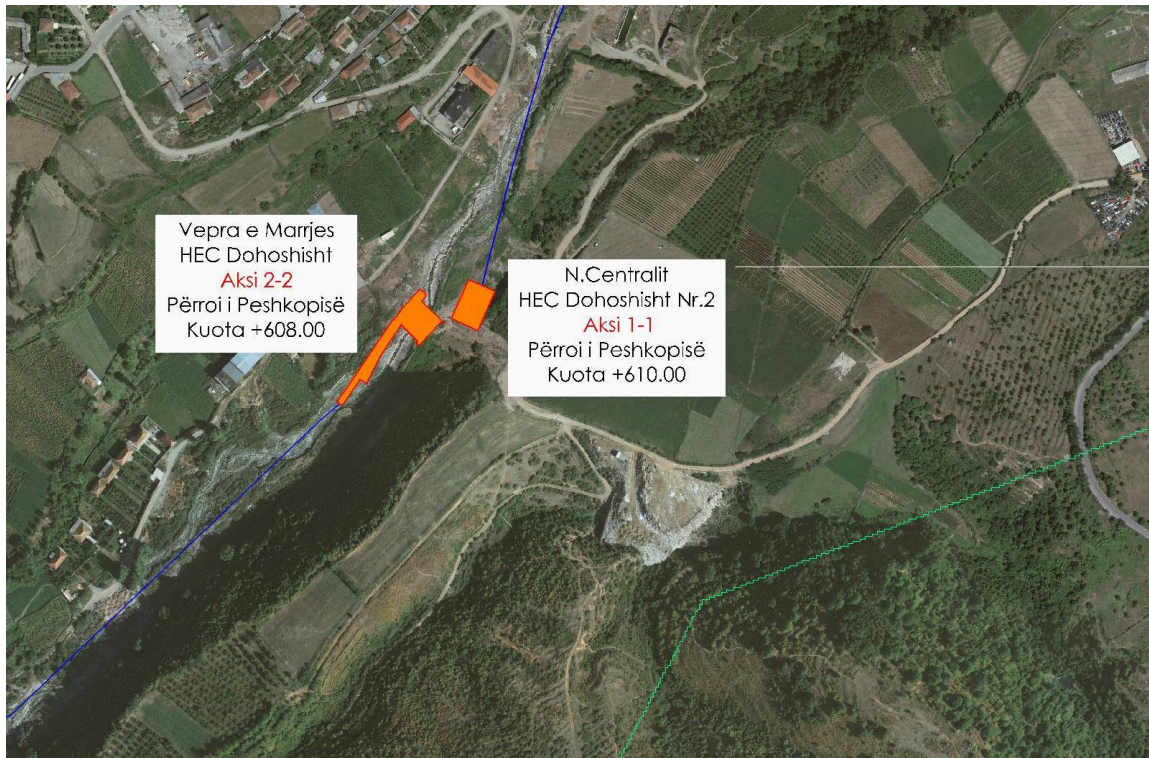 Vepra e Marrjes
HEC Dohoshisht
Aksi 2-2
Përroi i Peshkopisë
Kuota +608.00
N.Centralit
HEC Dohoshisht Nr.2
Aksi 1-1
Përroi i Peshkopisë
Kuota +610.00